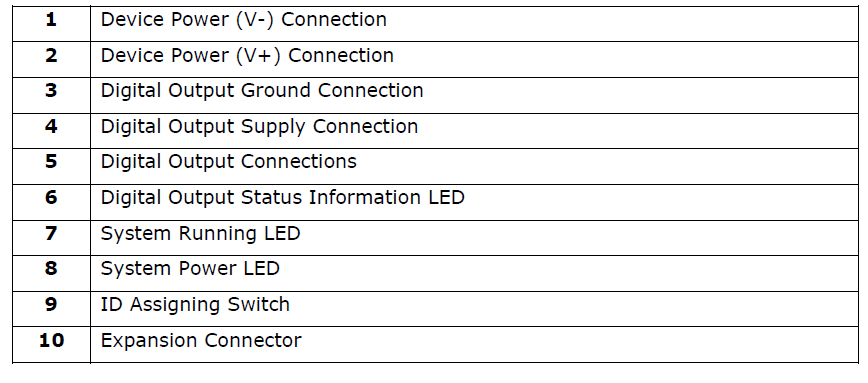 1 Device Power (V-) Connection
2 Device Power (V+) Connection
3 Digital Output Ground Connection
4 Digital Output Supply Connection
5 Digital Output Connections
6 Digital Output Status Information LED
7 System Running LED
8 System Power LED
9 ID Assigning Switch
10 Expansion Connector